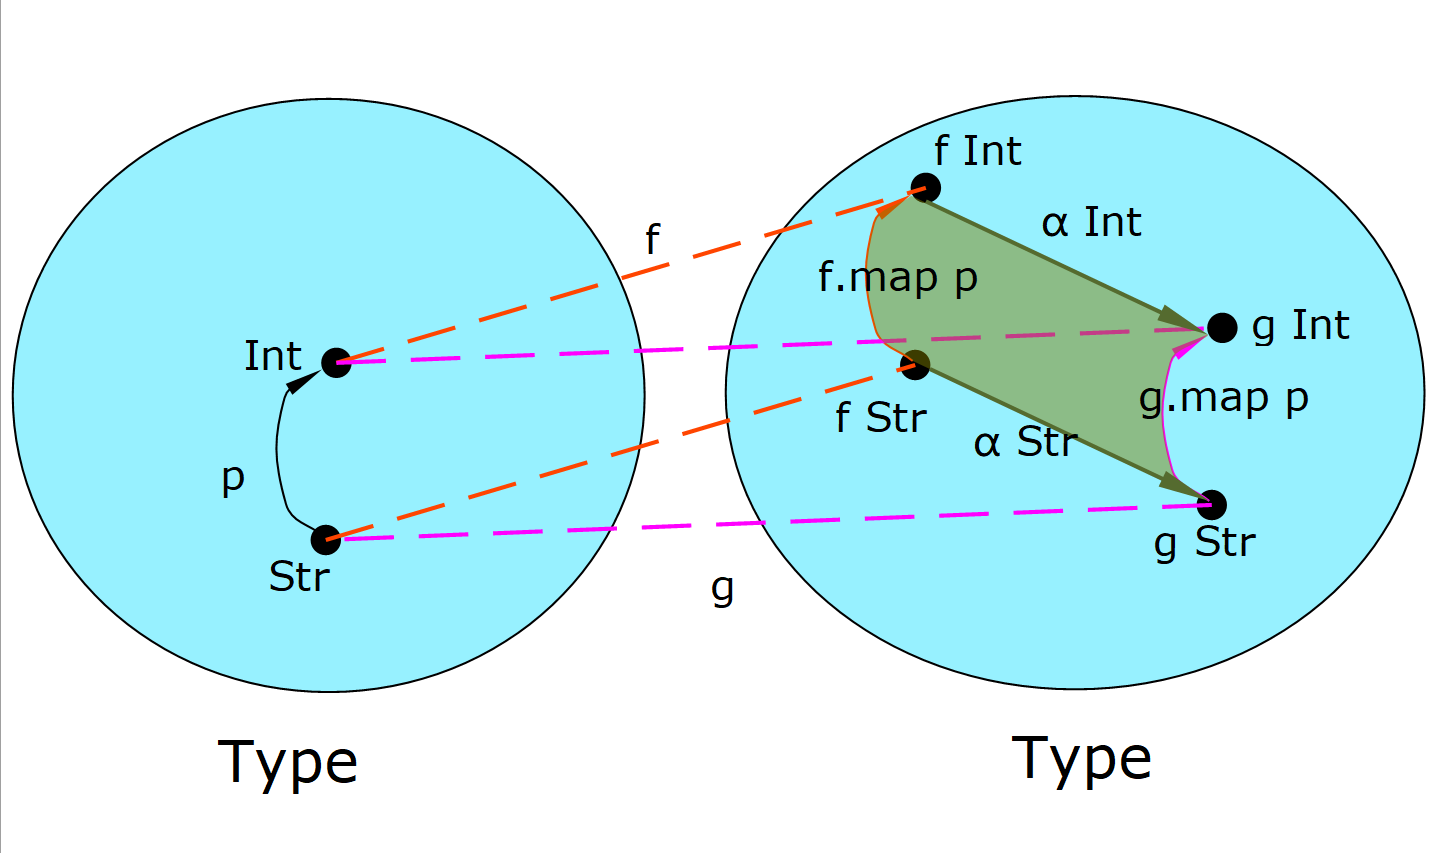 f Int
α Int
f
f.map p
g Int
Int
g.map p
f Str
α Str
p
g Str
Str
g
Type
Type